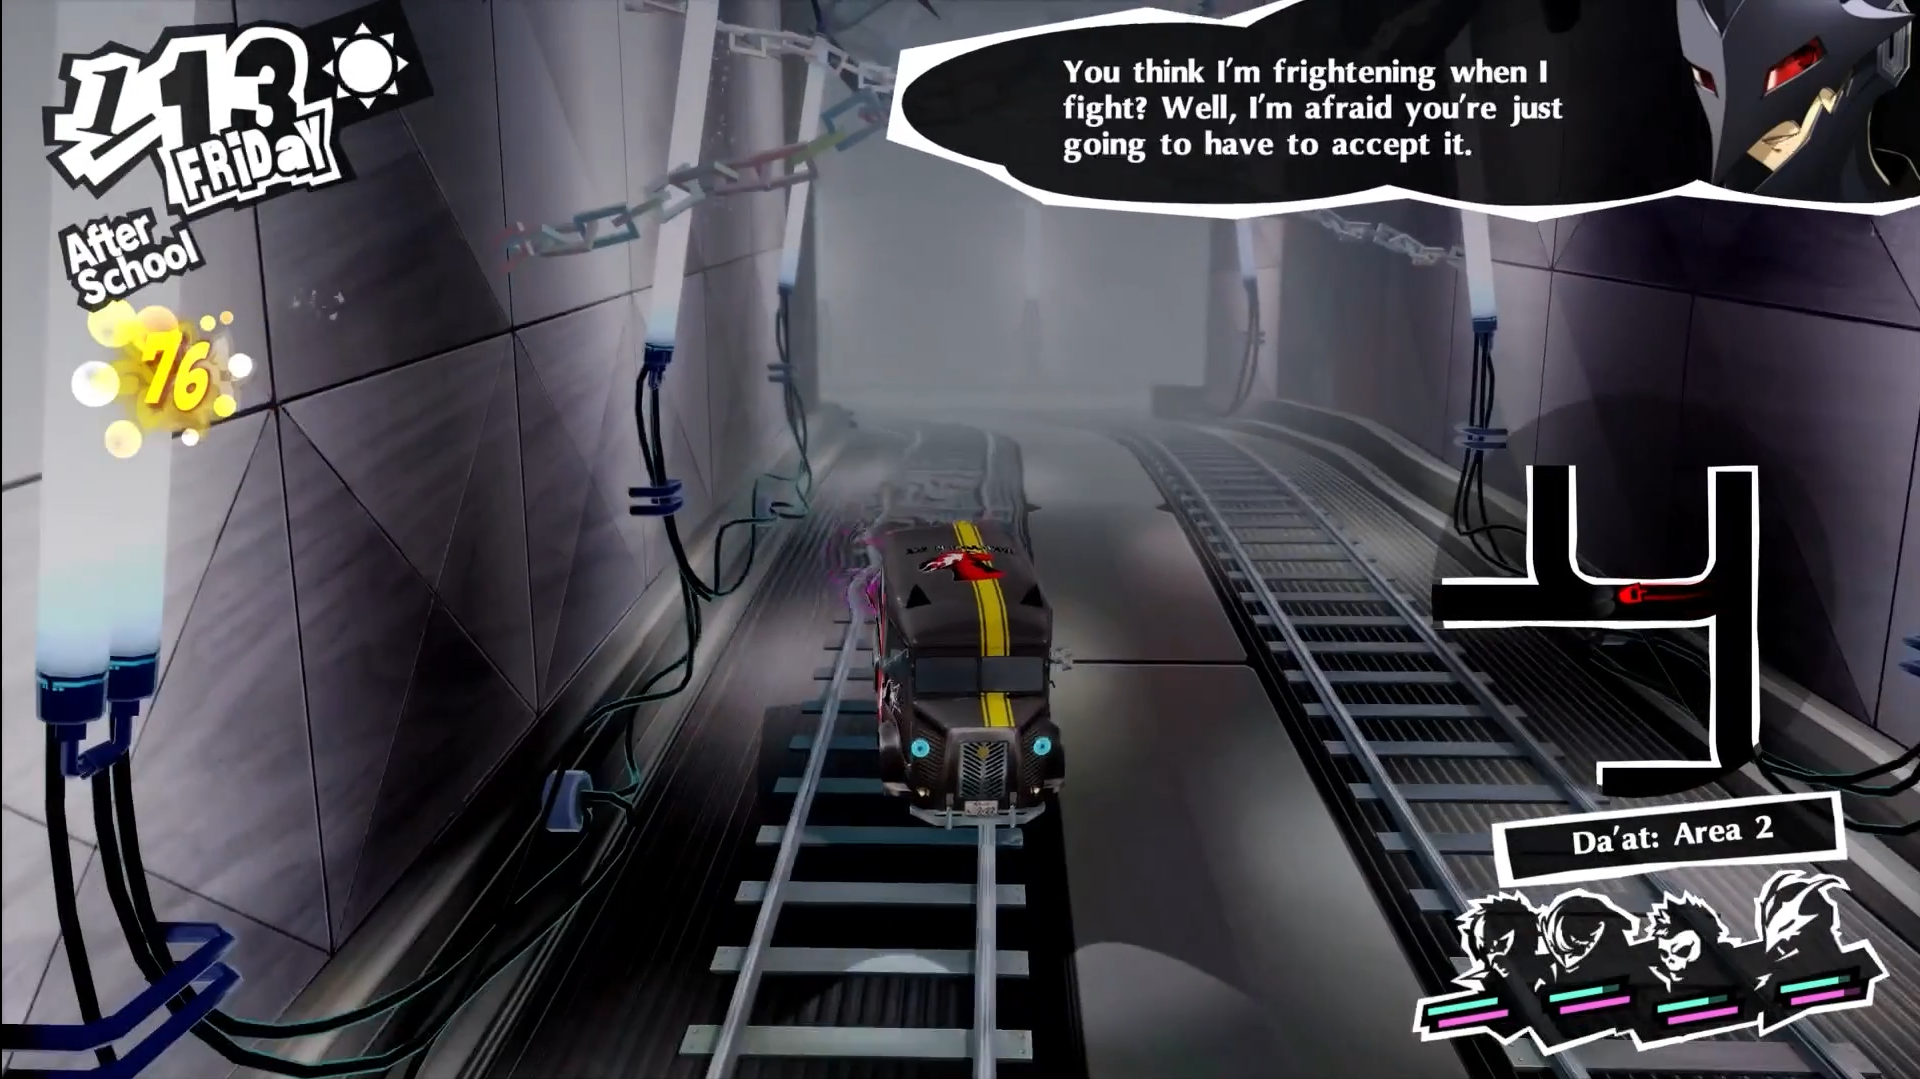 1/13
FRiDaY
After
School
76
You think I'm frightening when I
fight? Well, I'm afraid you're just
going to have to accept it.
Da'at: Area 2